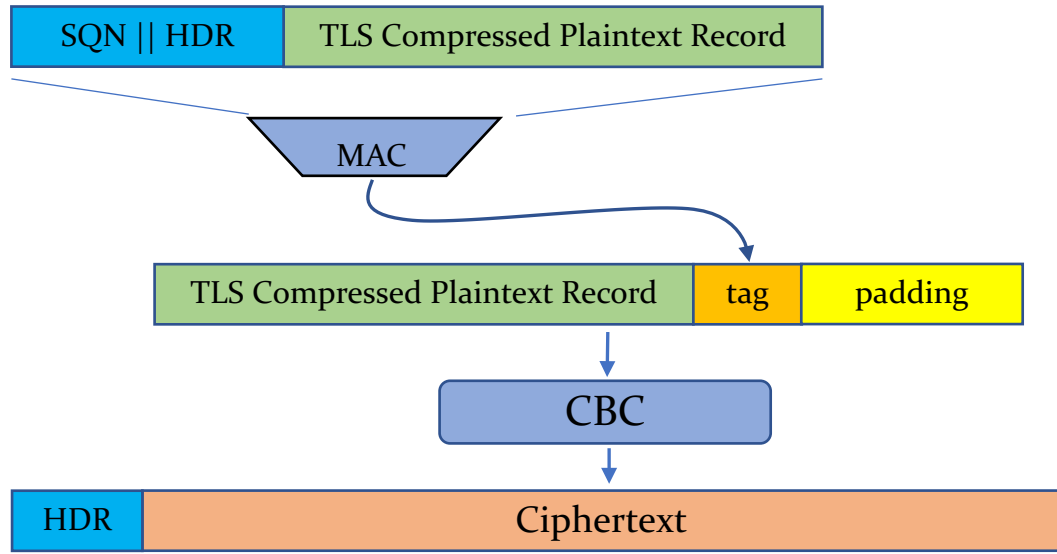 SQN || HDR
TLS Compressed Plaintext Record
MAC
TLS Compressed Plaintext Record
tag
padding
CBC
HDR
Ciphertext